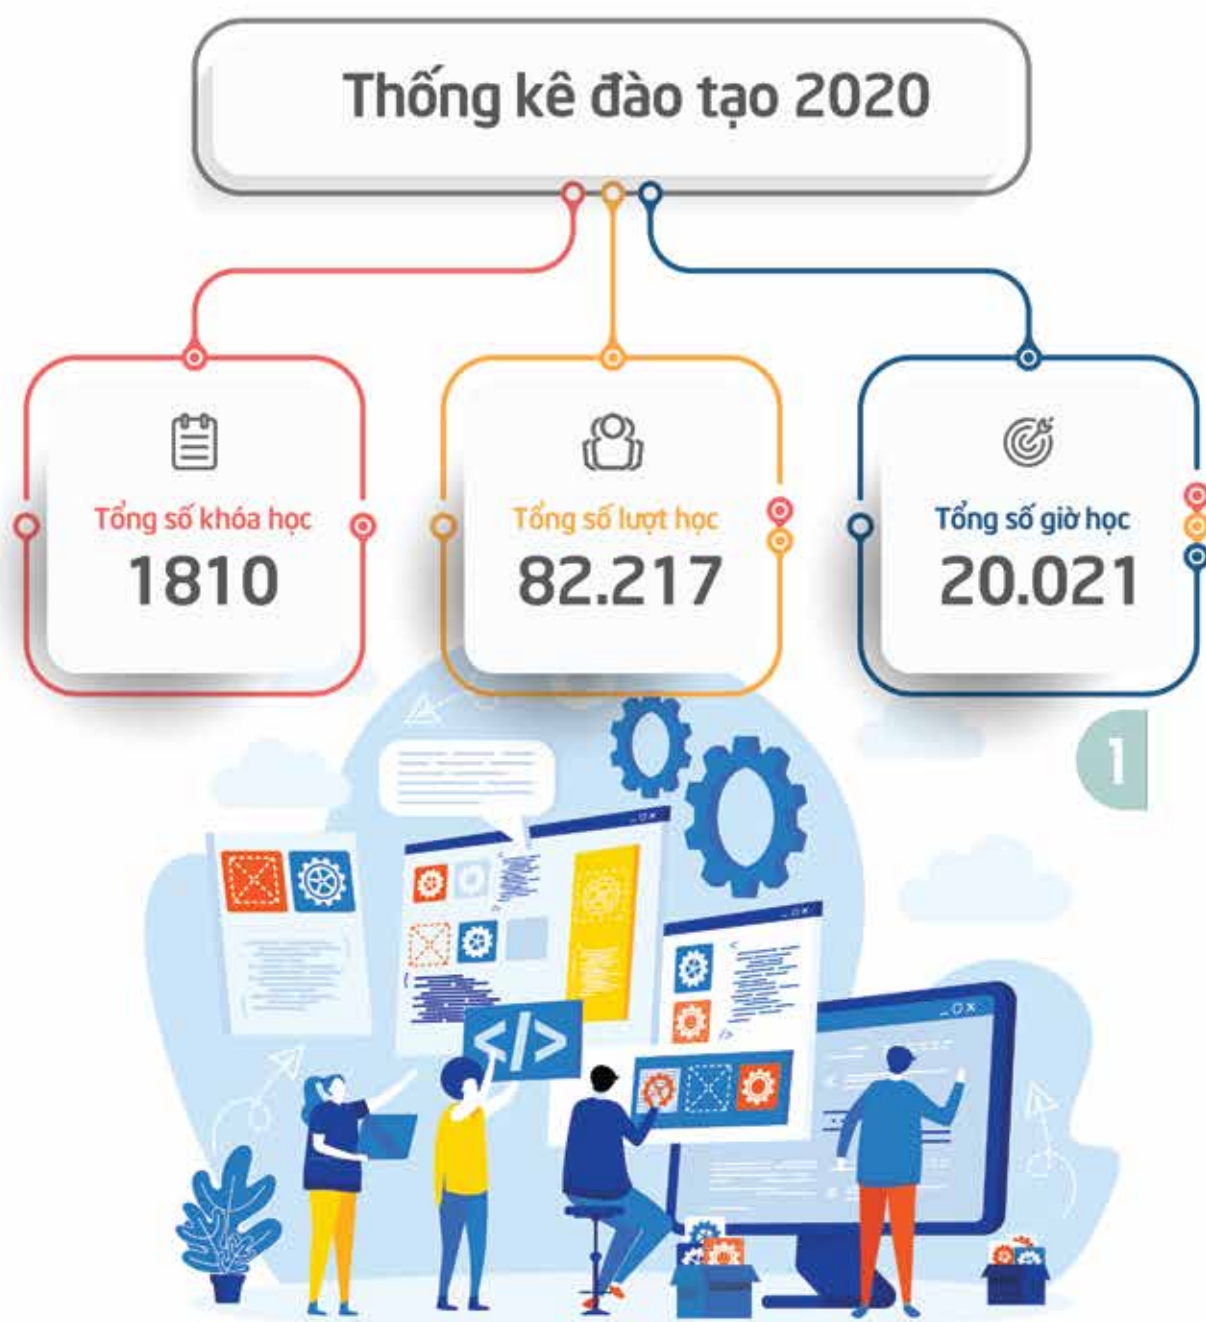 Thống kê đào tạo 2020
Tổng số khóa học
1810
Tổng số lượt học
82.217
Tổng số giờ học
20.021
1
</>